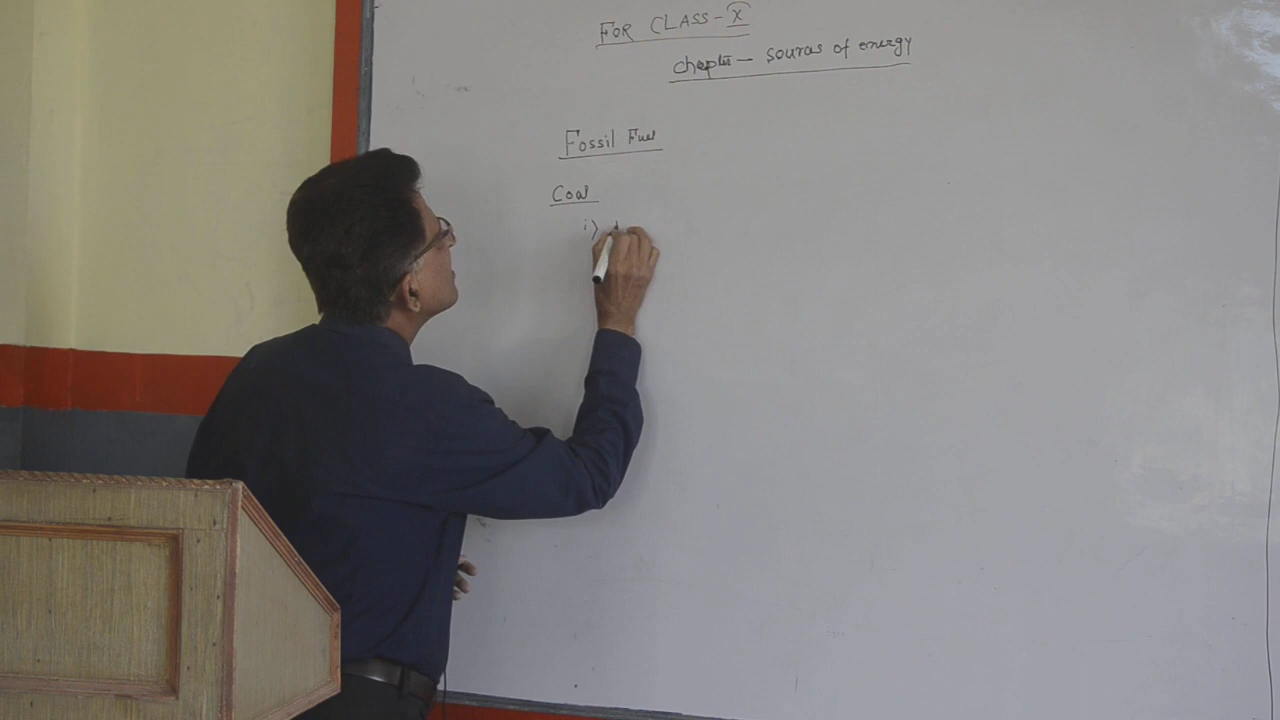 FOR CLASS - X
Chapter - sources of energy
Fossil Fuel
Coal
i)